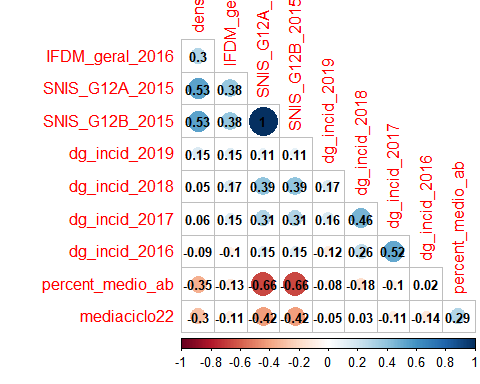 dens
IFDM_ge
SNIS_G12A_
SNIS_G12B_2015
dg_incid_2019
dg_incid_2018
dg_incid_2017
dg_incid_2016
percent_medio_ab
IFDM_geral_2016 0.3
SNIS_G12A_2015 0.53 0.38
SNIS_G12B_2015 0.53 0.38 1
dg_incid_2019 0.15 0.15 0.11 0.11
dg_incid_2018 0.05 0.17 0.39 0.39 0.17
dg_incid_2017 0.06 0.15 0.31 0.31 0.16 0.46
dg_incid_2016 -0.09 -0.1 0.15 0.15 -0.12 0.26 0.52
percent_medio_ab -0.35 -0.13 -0.66 -0.66 -0.08 -0.18 -0.1 0.02
mediaciclo22 -0.3 -0.11 -0.42 -0.42 -0.05 0.03 -0.11 -0.14 0.29
-1 -0.8 -0.6 -0.4 -0.2 0 0.2 0.4 0.6 0.8 1